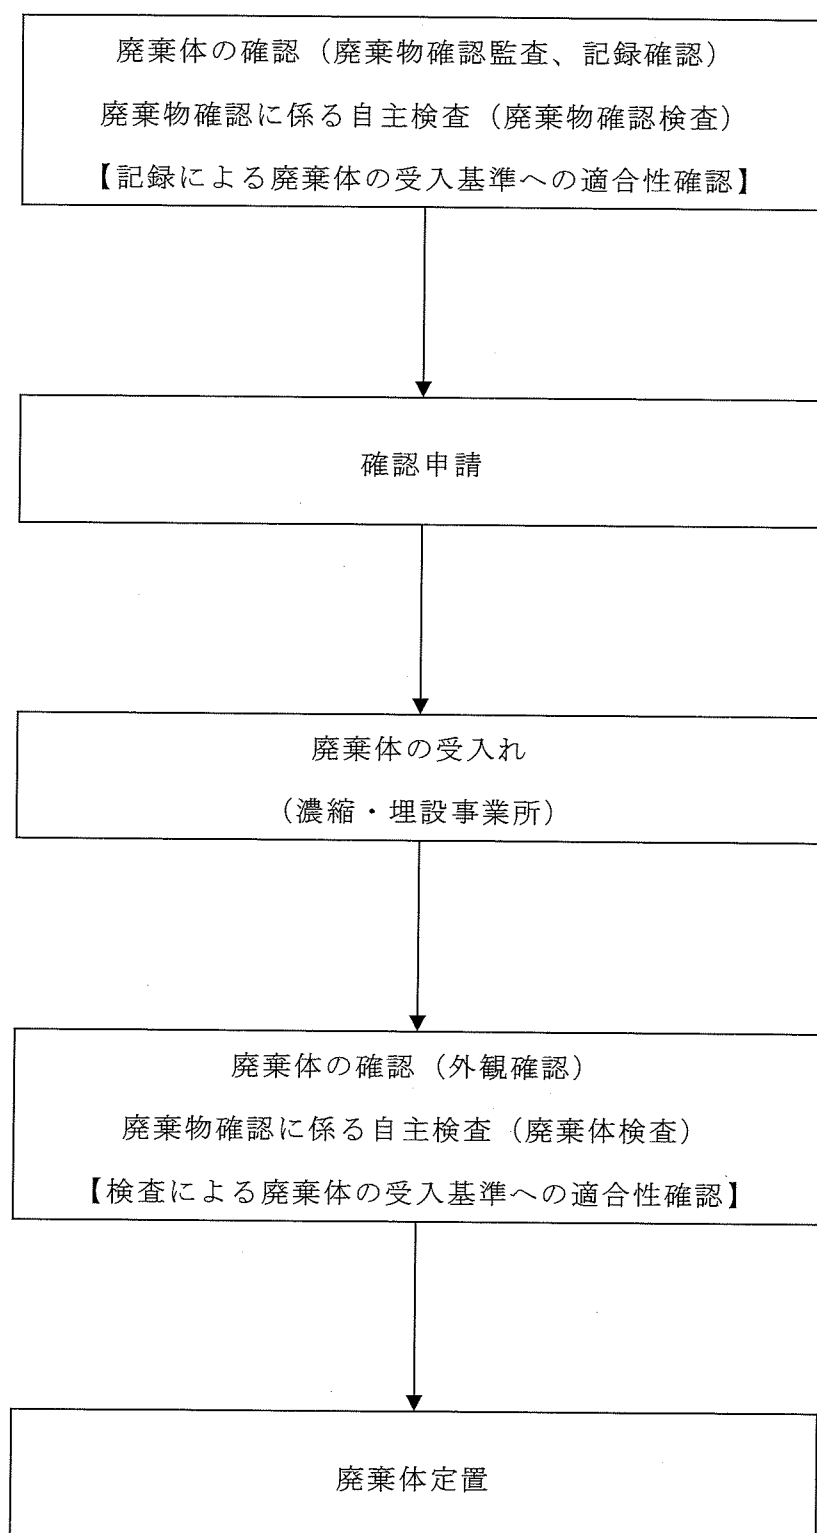 廃棄体の確認（廃棄物確認監査、記録確認）
廃棄物確認に係る自主検査（廃棄物確認検査）
【記録による廃棄体の受入基準への適合性確認】
確認申請
廃棄体の受入れ
（濃縮・埋設事業所）
廃棄体の確認（外観確認）
廃棄物確認に係る自主検査（廃棄体検査）
【検査による廃棄体の受入基準への適合性確認】
廃棄体定置